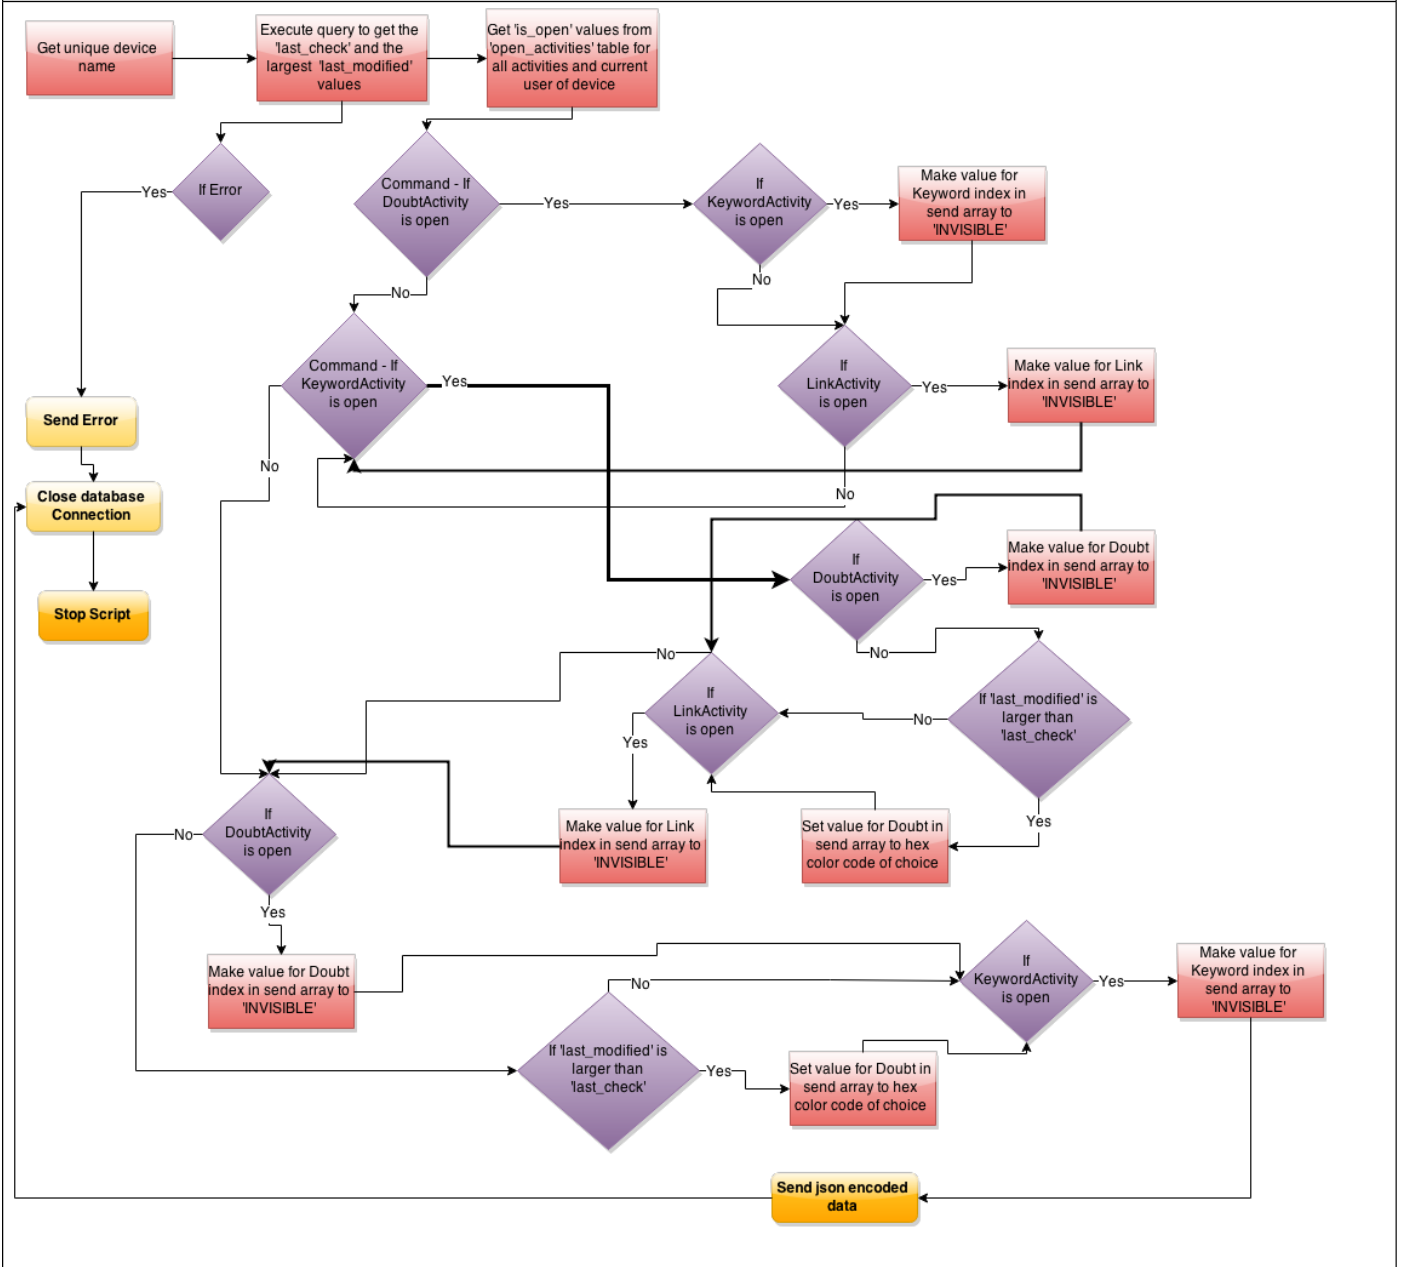 Get unique device
name
Execute query to get the
'last_check' and the
largest 'last_modified'
values
Get 'is_open' values from
'open_activities' table for
all activities and current
user of device
If Error
Yes
Command - If
DoubtActivity
is open
Yes
If
KeywordActivity
is open
Yes
Make value for
Keyword index in
send array to
'INVISIBLE'
No
No
Command - If
KeywordActivity
is open
Yes
No
If
LinkActivity
is open
Yes
Make value for Link
index in send array to
'INVISIBLE'
No
Send Error
Close database
Connection
Stop Script
If
DoubtActivity
is open
Yes
Make value for Doubt
index in send array to
'INVISIBLE'
No
If 'last_modified' is
larger than
'last_check'
No
Yes
No
If
LinkActivity
is open
Yes
Make value for Link
index in send array to
'INVISIBLE'
Set value for Doubt in
send array to hex
color code of choice
If
DoubtActivity
is open
No
Yes
Make value for Doubt
index in send array to
'INVISIBLE'
If 'last_modified' is
larger than
'last_check'
No
Yes
Set value for Doubt in
send array to hex
color code of choice
If
KeywordActivity
is open
Yes
Make value for
Keyword index in
send array to
'INVISIBLE'
Send json encoded
data